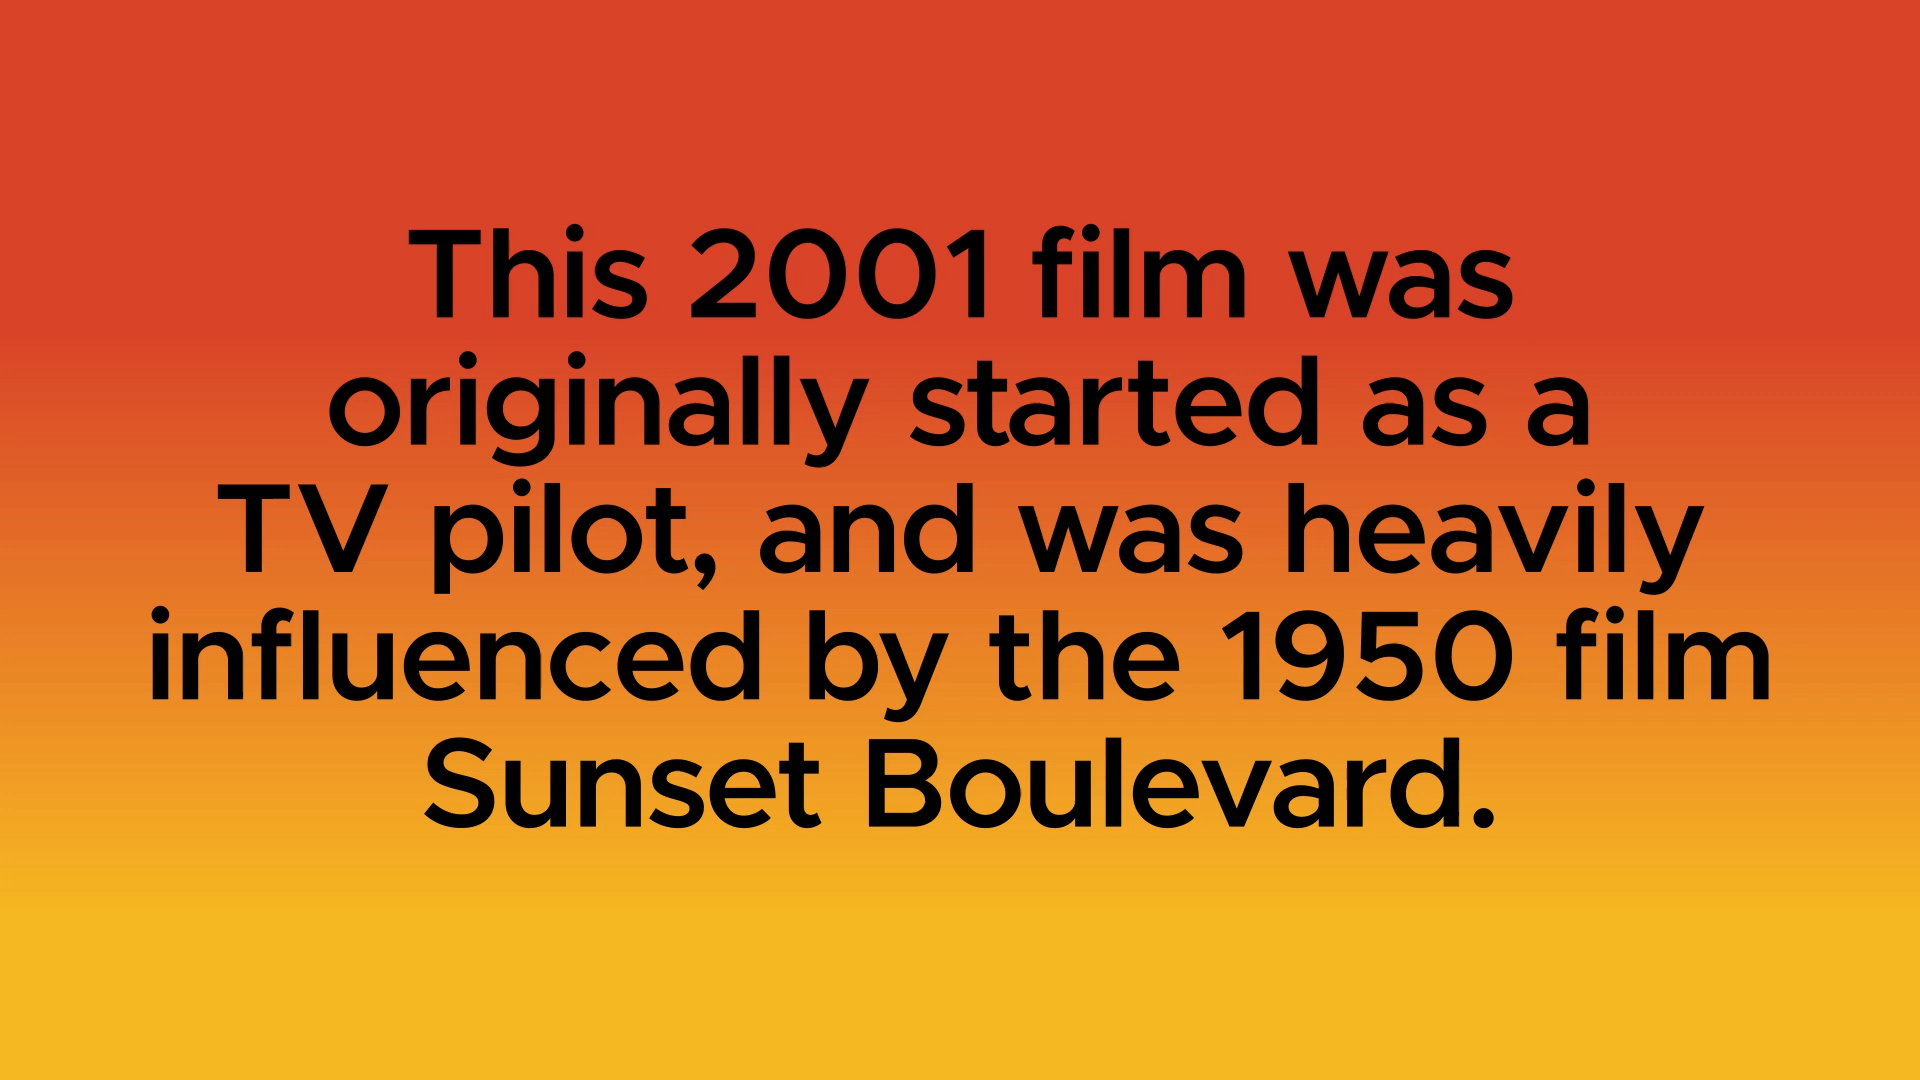 This 2001 film was
originally started as a
TV pilot, and was heavily
influenced by the 1950 film
Sunset Boulevard.